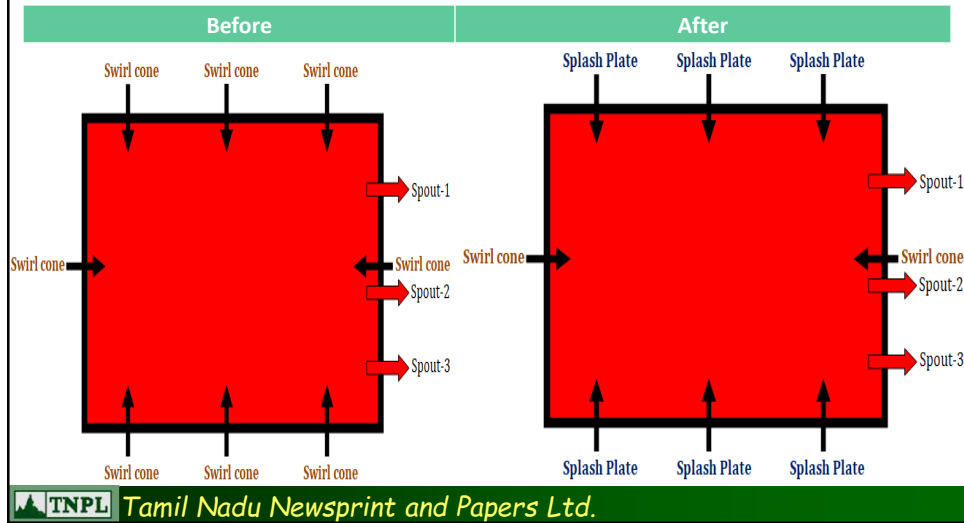 Before
After
Swirl cone Swirl cone Swirl cone
Spout-1
Swirl cone
Swirl cone
Spout-2
Spout-3
Swirl cone Swirl cone Swirl cone
Splash Plate Splash Plate Splash Plate
Spout-1
Swirl cone
Swirl cone
Spout-2
Spout-3
Splash Plate Splash Plate Splash Plate
TNPL Tamil Nadu Newsprint and Papers Ltd.